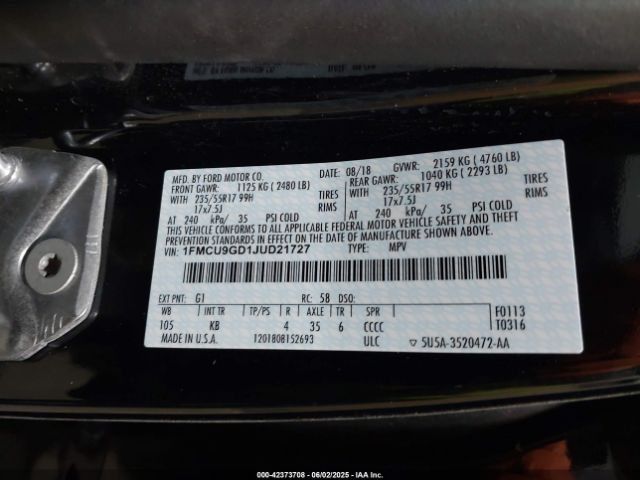 MFD. BY FORD MOTOR CO.
DATE: 08/18 GVWR: 2159 KG ( 4760 LB)
FRONT GAWR: 1125 KG ( 2480 LB)
REAR GAWR: 1040 KG ( 2293 LB)
WITH 235/55R17 99H TIRES
WITH 235/55R17 99H TIRES
17x7.5J RIMS
17x7.5J RIMS
AT 240 kPa/ 35 PSI COLD
AT 240 kPa/ 35 PSI COLD
THIS VEHICLE CONFORMS TO ALL APPLICABLE FEDERAL MOTOR VEHICLE SAFETY AND THEFT
PREVENTION STANDARDS IN EFFECT ON THE DATE OF MANUFACTURE SHOWN ABOVE.
VIN: 1FMCU9GD1JUD21727 TYPE: MPV
EXT PNT: G1 RC: 58 DSO: F0113
WB INT TR TP/PS R AXLE TR SPR T0316
105 KB 4 35 6 CCCC
MADE IN U.S.A. 1201808152693 ULC ▽ 5U5A-3520472-AA
000-42373708 - 06/02/2025 - IAAI.COM